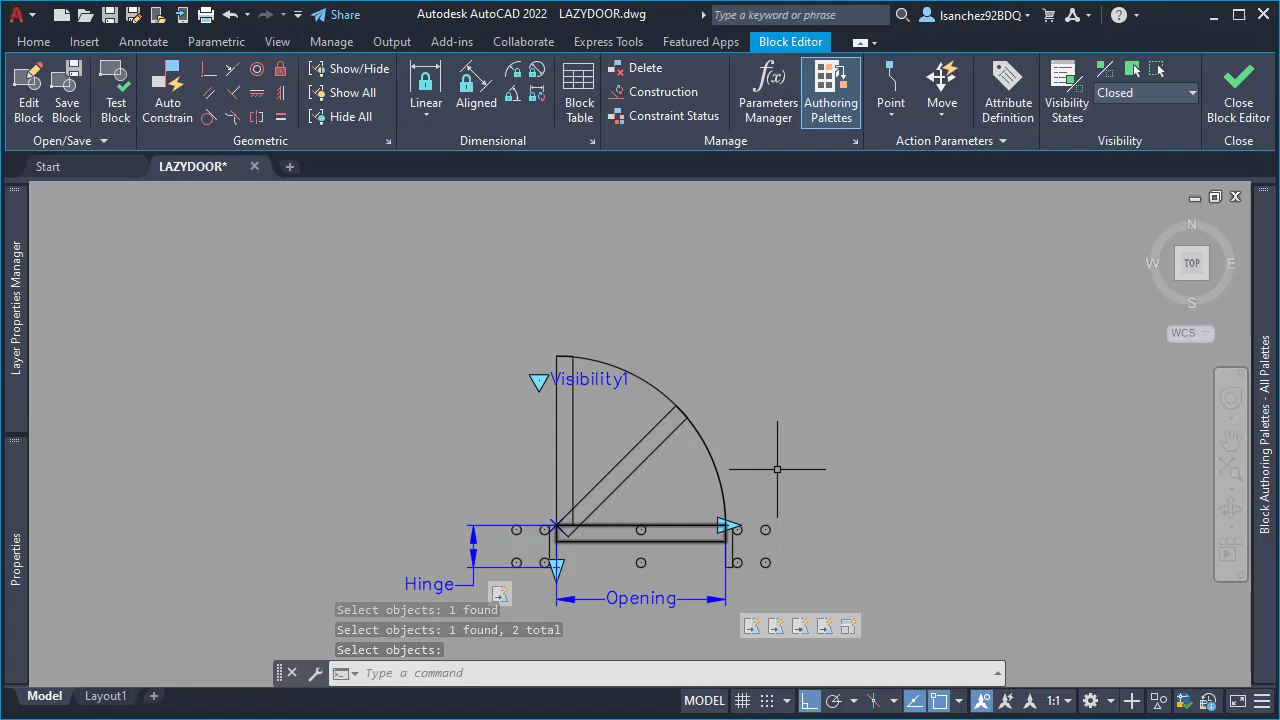 Share
Autodesk AutoCAD 2022 LAZYDOOR.dwg
Type a keyword or phrase
lsanchez92BDQ
Home
Insert
Annotate
Parametric
View
Manage
Output
Add-ins
Collaborate
Express Tools
Featured Apps
Block Editor
Edit Block
Save Block
Test Block
Open/Save
Auto Constrain
Show/Hide
Show All
Hide All
Geometric
Linear
Aligned
Block Table
Dimensional
Delete
Construction
Constraint Status
Parameters Manager
Authoring Palettes
Manage
Point
Move
Attribute Definition
Action Parameters
Visibility States
Closed
Visibility
Close Block Editor
Close
Start
LAZYDOOR*
Layer Properties Manager
Properties
Block Authoring Palettes - All Palettes
N
W
TOP
E
S
WCS
Visibility1
Hinge
Opening
Select objects: 1 found
Select objects: 1 found, 2 total
Select objects:
Type a command
Model
Layout1
MODEL
1:1